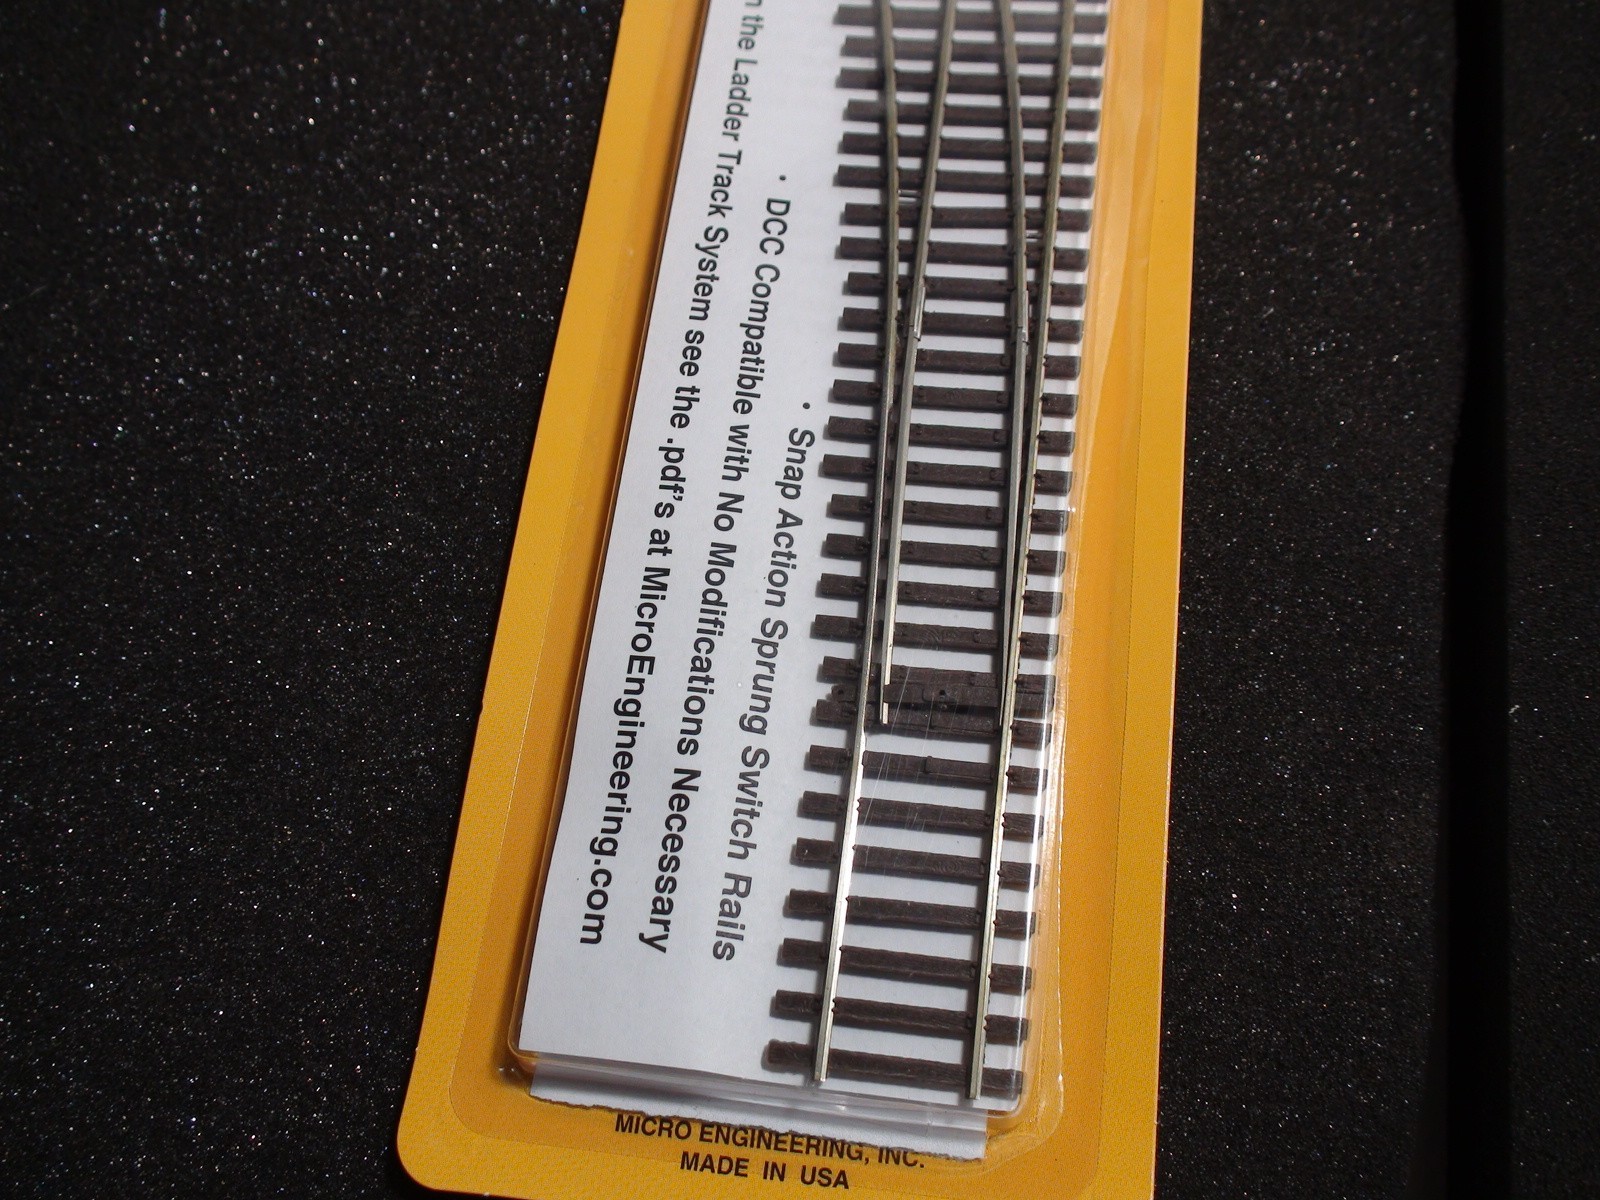 • Snap Action Sprung Switch Rails
• DCC Compatible with No Modifications Necessary
the Ladder Track System see the .pdf's at MicroEngineering.com
MICRO ENGINEERING, INC.
MADE IN USA